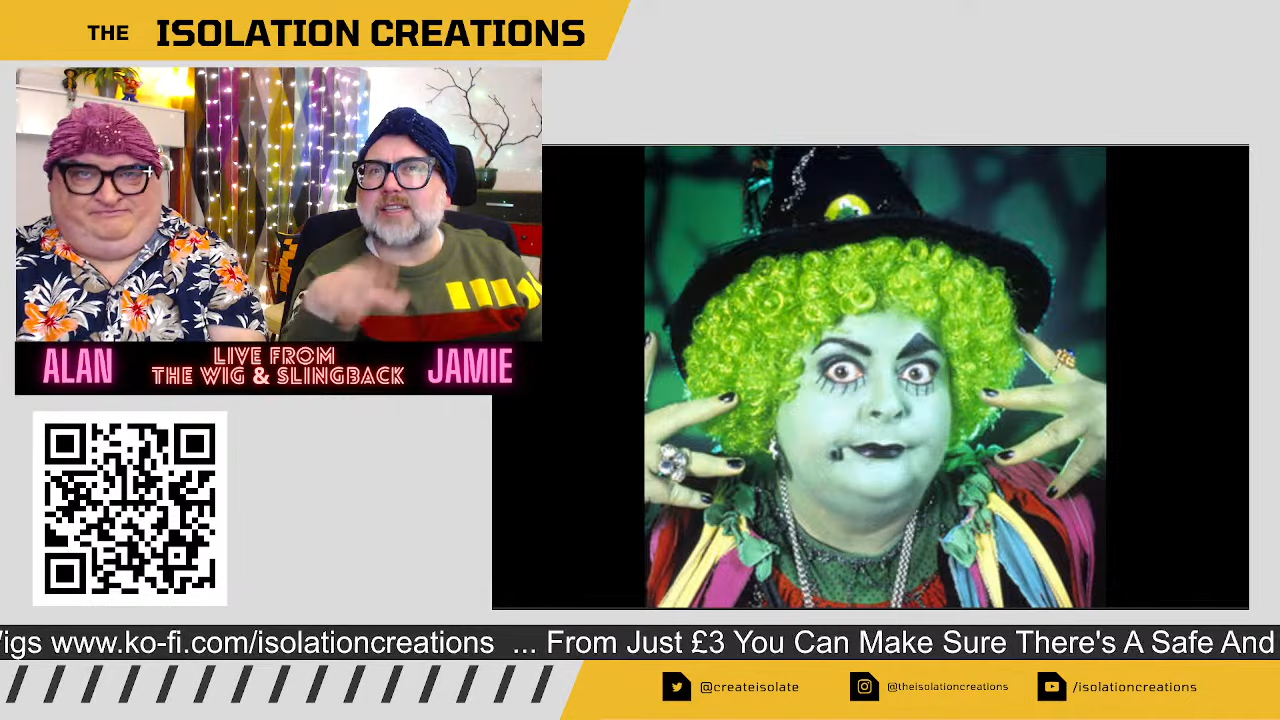 THE ISOLATION CREATIONS
ALAN
LIVE FROM
THE WIG & SLINGBACK
JAMIE
igs www.ko-fi.com/isolationcreations ... From Just £3 You Can Make Sure There's A Safe And
@createisolate
@theisolationcreations
/isolationcreations